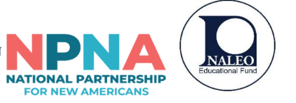 NPNA
NATIONAL PARTNERSHIP
FOR NEW AMERICANS
NALEO
Educational Fund